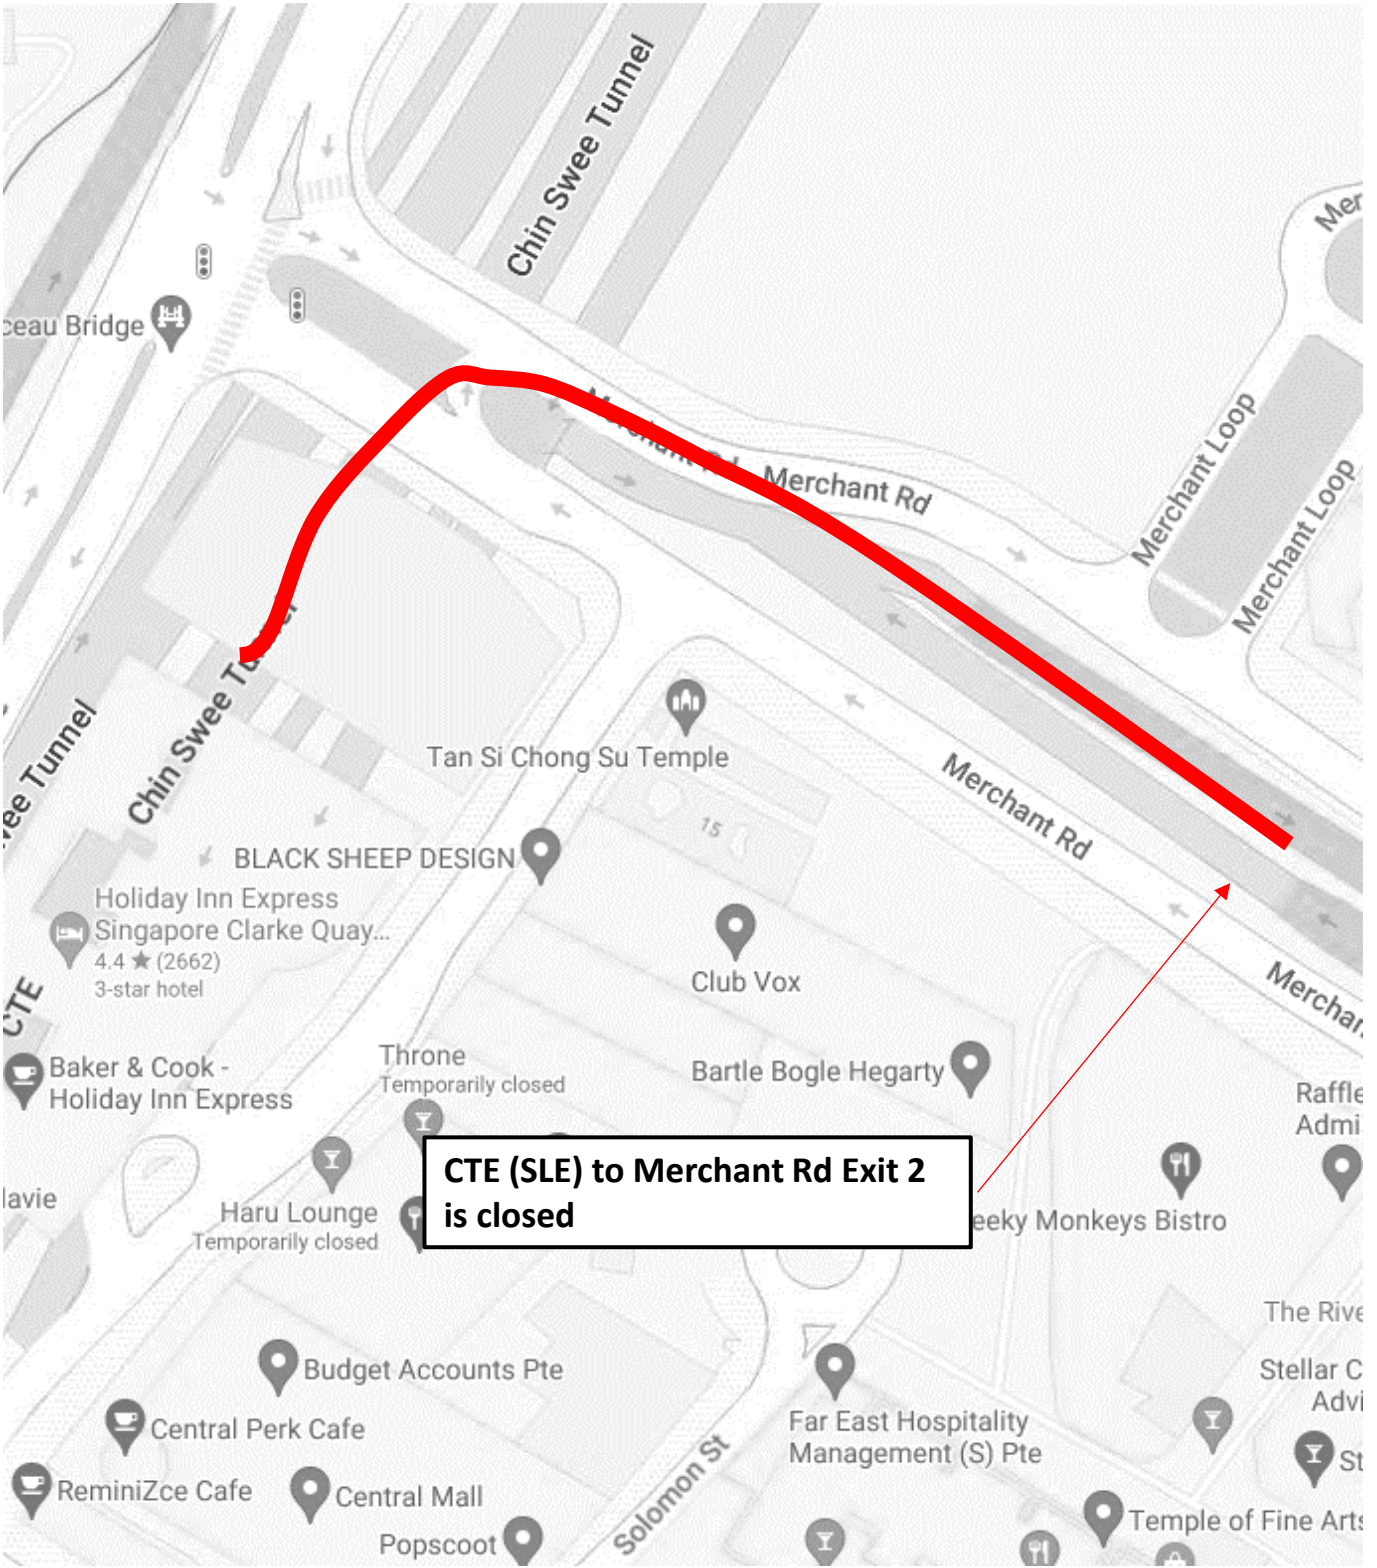 Chin Swee Tunnel
Mer
ceau Bridge
Merchant Rd
Merchant Rd
Merchant Loop
Merchant Loop
Chin Swee Tunnel
wee Tunnel
Tan Si Chong Su Temple
Merchant Rd
15
BLACK SHEEP DESIGN
Holiday Inn Express
Singapore Clarke Quay...
4.4 ★ (2662)
3-star hotel
Club Vox
Merchan
CTE
Baker & Cook -
Holiday Inn Express
Throne
Temporarily closed
Bartle Bogle Hegarty
Raffle
Admi
CTE (SLE) to Merchant Rd Exit 2
is closed
lavie
Haru Lounge
Temporarily closed
eeky Monkeys Bistro
The Rive
Budget Accounts Pte
Stellar C
Advi
Central Perk Cafe
Far East Hospitality
Management (S) Pte
St
ReminiZce Cafe
Central Mall
Solomon St
Temple of Fine Arts
Popscoot